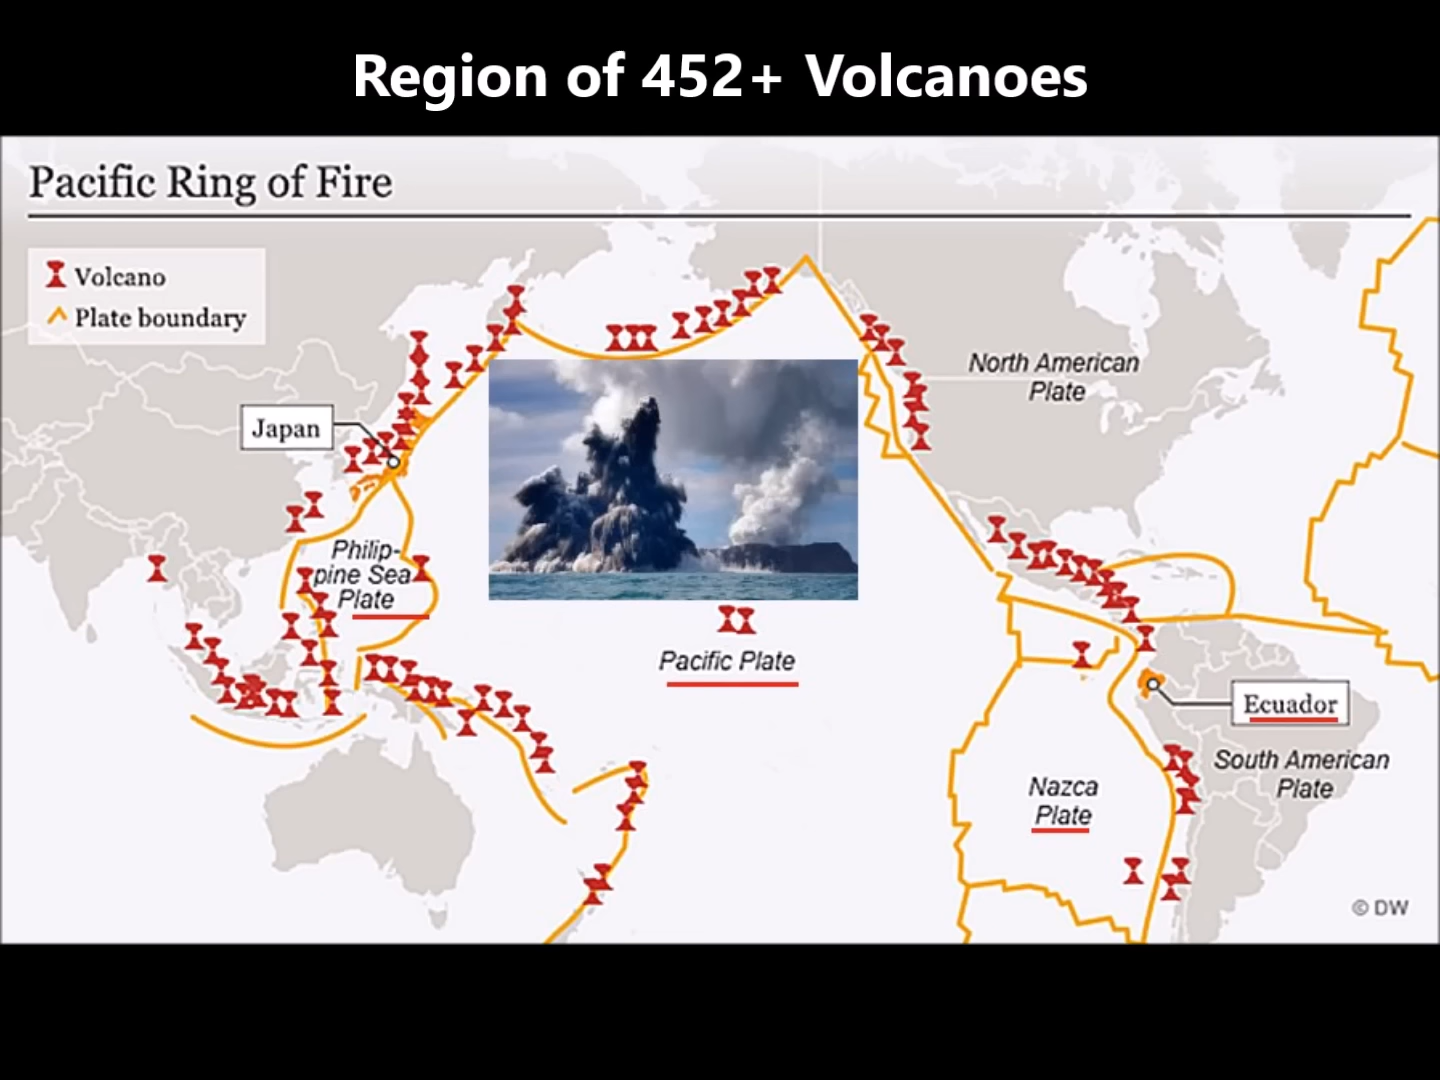 Region of 452+ Volcanoes
Pacific Ring of Fire
Volcano
Plate boundary
North American
Plate
Japan
Philip-
pine Sea
Plate
Pacific Plate
Ecuador
South American
Plate
Nazca
Plate
© DW